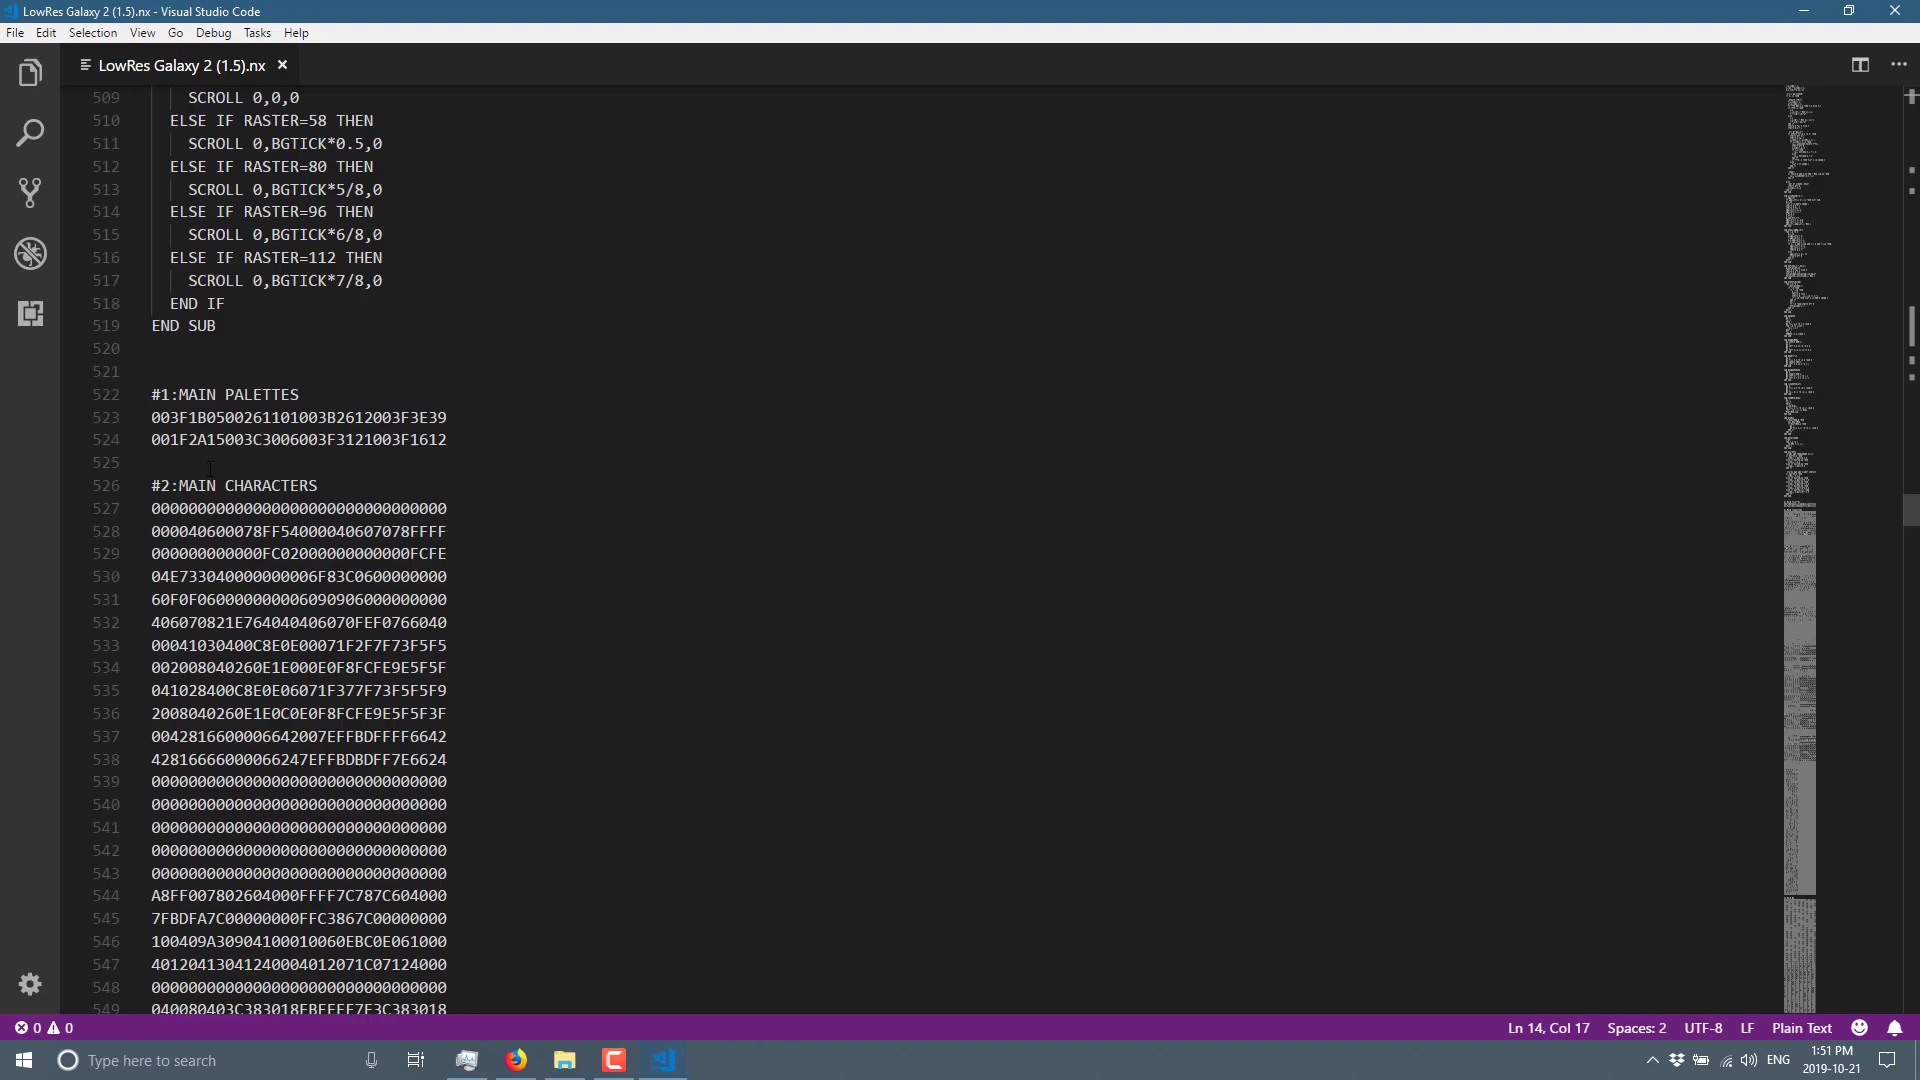 LowRes Galaxy 2 (1.5).nx - Visual Studio Code
File Edit Selection View Go Debug Tasks Help
LowRes Galaxy 2 (1.5).nx
509 SCROLL 0,0,0
510 ELSE IF RASTER=58 THEN
511 SCROLL 0,BGTICK*0.5,0
512 ELSE IF RASTER=80 THEN
513 SCROLL 0,BGTICK*5/8,0
514 ELSE IF RASTER=96 THEN
515 SCROLL 0,BGTICK*6/8,0
516 ELSE IF RASTER=112 THEN
517 SCROLL 0,BGTICK*7/8,0
518 END IF
519 END SUB
520
521
522 #1:MAIN PALETTES
523 003F1B0500261101003B2612003F3E39
524 001F2A15003C3006003F3121003F1612
525
526 #2:MAIN CHARACTERS
527 00000000000000000000000000000000
528 000040600078FF54000040607078FFFF
529 000000000000FC02000000000000FCFE
530 04E733040000000006F83C0600000000
531 60F0F060000000006090906000000000
532 406070821E764040406070FEF0766040
533 00041030400C8E0E00071F2F7F73F5F5
534 002008040260E1E000E0F8FCFE9E5F5F
535 041028400C8E0E06071F377F73F5F5F9
536 2008040260E1E0C0E0F8FCFE9E5F5F3F
537 0042816600006642007EFFBDFFFF6642
538 42816666000066247EFFBDBDFF7E6624
539 00000000000000000000000000000000
540 00000000000000000000000000000000
541 00000000000000000000000000000000
542 00000000000000000000000000000000
543 00000000000000000000000000000000
544 A8FF007802604000FFFF7C787C604000
545 7FBDFA7C00000000FFC3867C00000000
546 100409A30904100010060EBC0E061000
547 40120413041240004012071C07124000
548 00000000000000000000000000000000
549 040080403C383018FBFFFF7F3C383018
0 0
Ln 14, Col 17 Spaces: 2 UTF-8 LF Plain Text
Type here to search
ENG
1:51 PM
2019-10-21